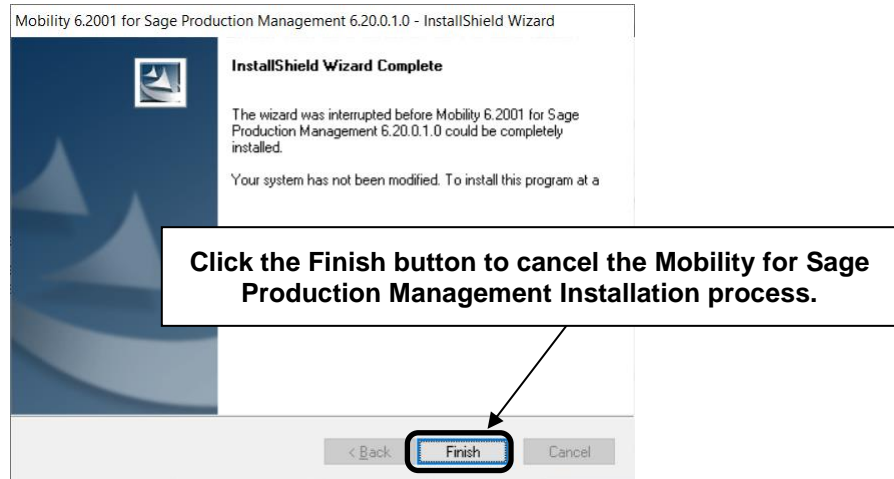 Mobility 6.2001 for Sage Production Management 6.20.0.1.0 - InstallShield Wizard
InstallShield Wizard Complete
The wizard was interrupted before Mobility 6.2001 for Sage
Production Management 6.20.0.1.0 could be completely
installed.
Your system has not been modified. To install this program at a
Click the Finish button to cancel the Mobility for Sage
Production Management Installation process.
< Back
Finish
Cancel